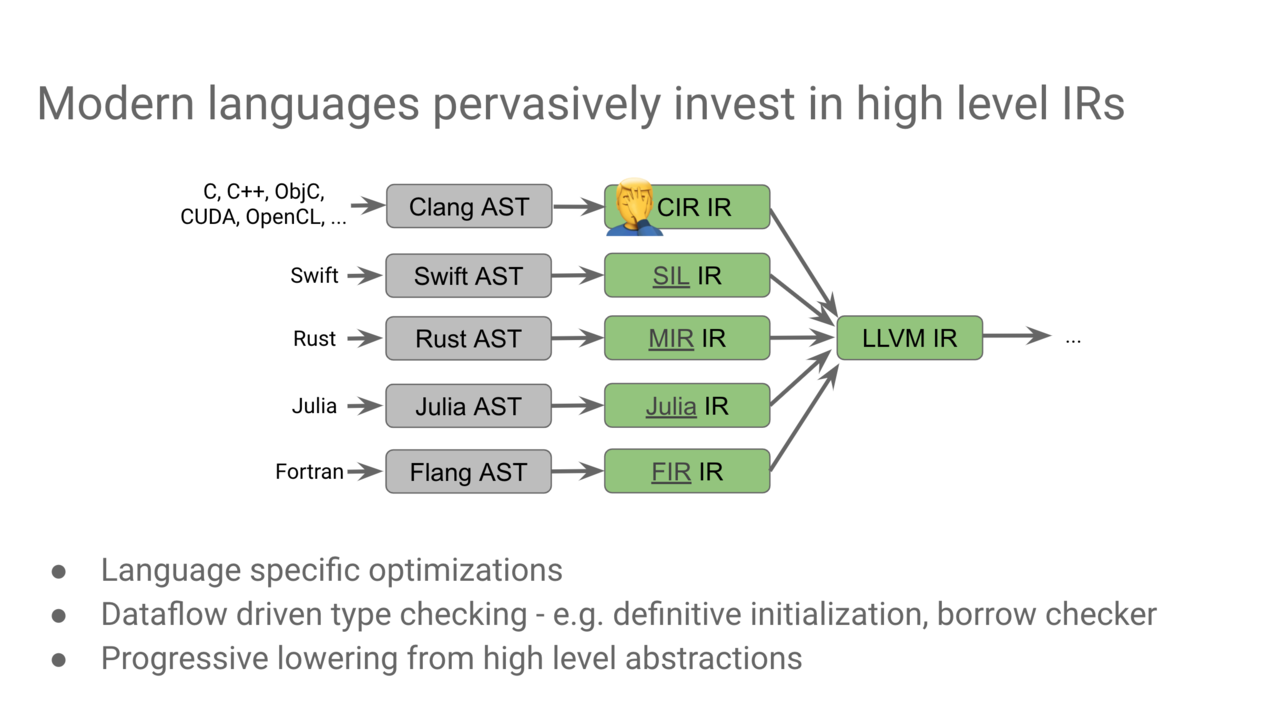 Modern languages pervasively invest in high level IRs
C, C++, ObjC,
CUDA, OpenCL, ...
Clang AST
CIR IR
Swift
Swift AST
SIL IR
Rust
Rust AST
MIR IR
LLVM IR
...
Julia
Julia AST
Julia IR
Fortran
Flang AST
FIR IR
● Language specific optimizations
● Dataflow driven type checking - e.g. definitive initialization, borrow checker
● Progressive lowering from high level abstractions